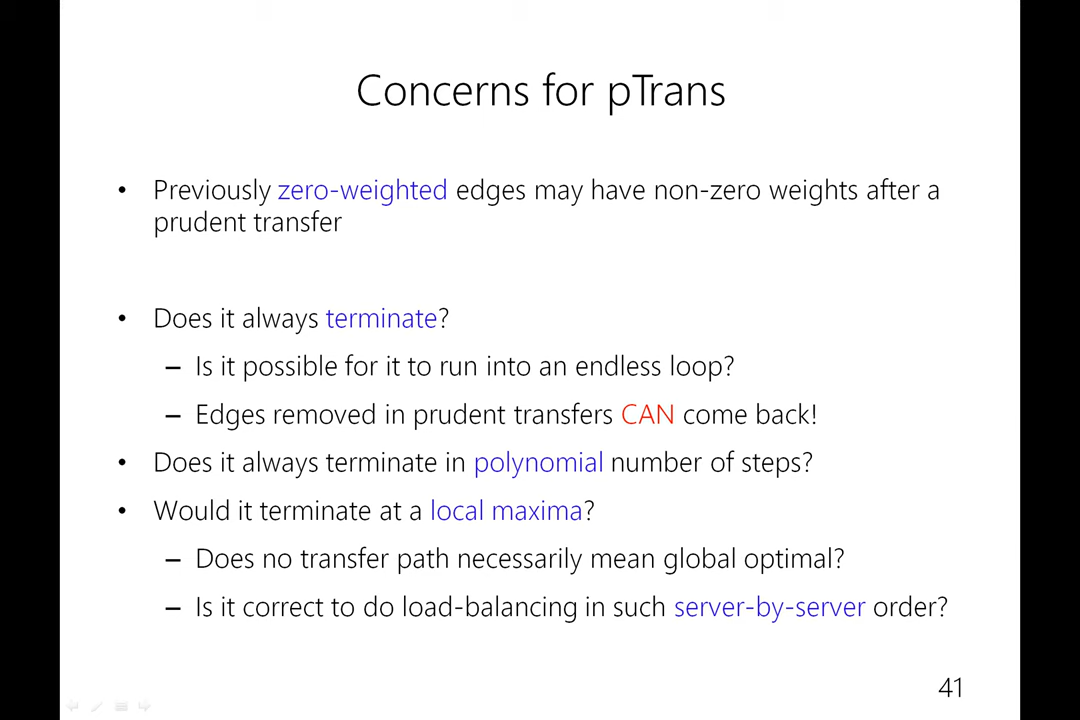 Concerns for pTrans
• Previously zero-weighted edges may have non-zero weights after a
prudent transfer
• Does it always terminate?
– Is it possible for it to run into an endless loop?
– Edges removed in prudent transfers CAN come back!
• Does it always terminate in polynomial number of steps?
• Would it terminate at a local maxima?
– Does no transfer path necessarily mean global optimal?
– Is it correct to do load-balancing in such server-by-server order?
41